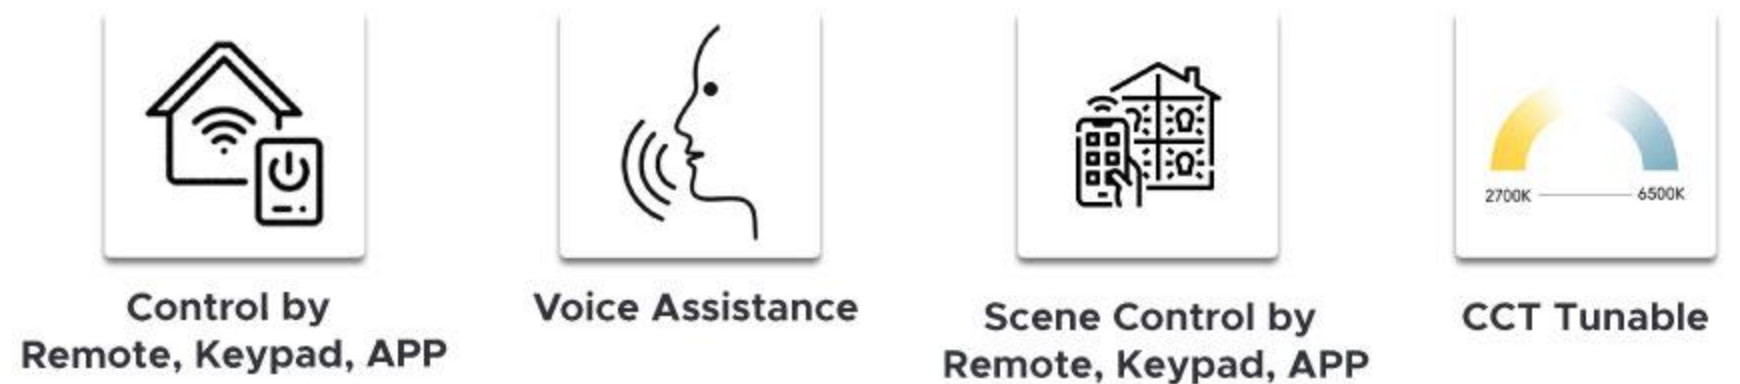 2700K
6500K
Control by
Remote, Keypad, APP
Voice Assistance
Scene Control by
Remote, Keypad, APP
CCT Tunable